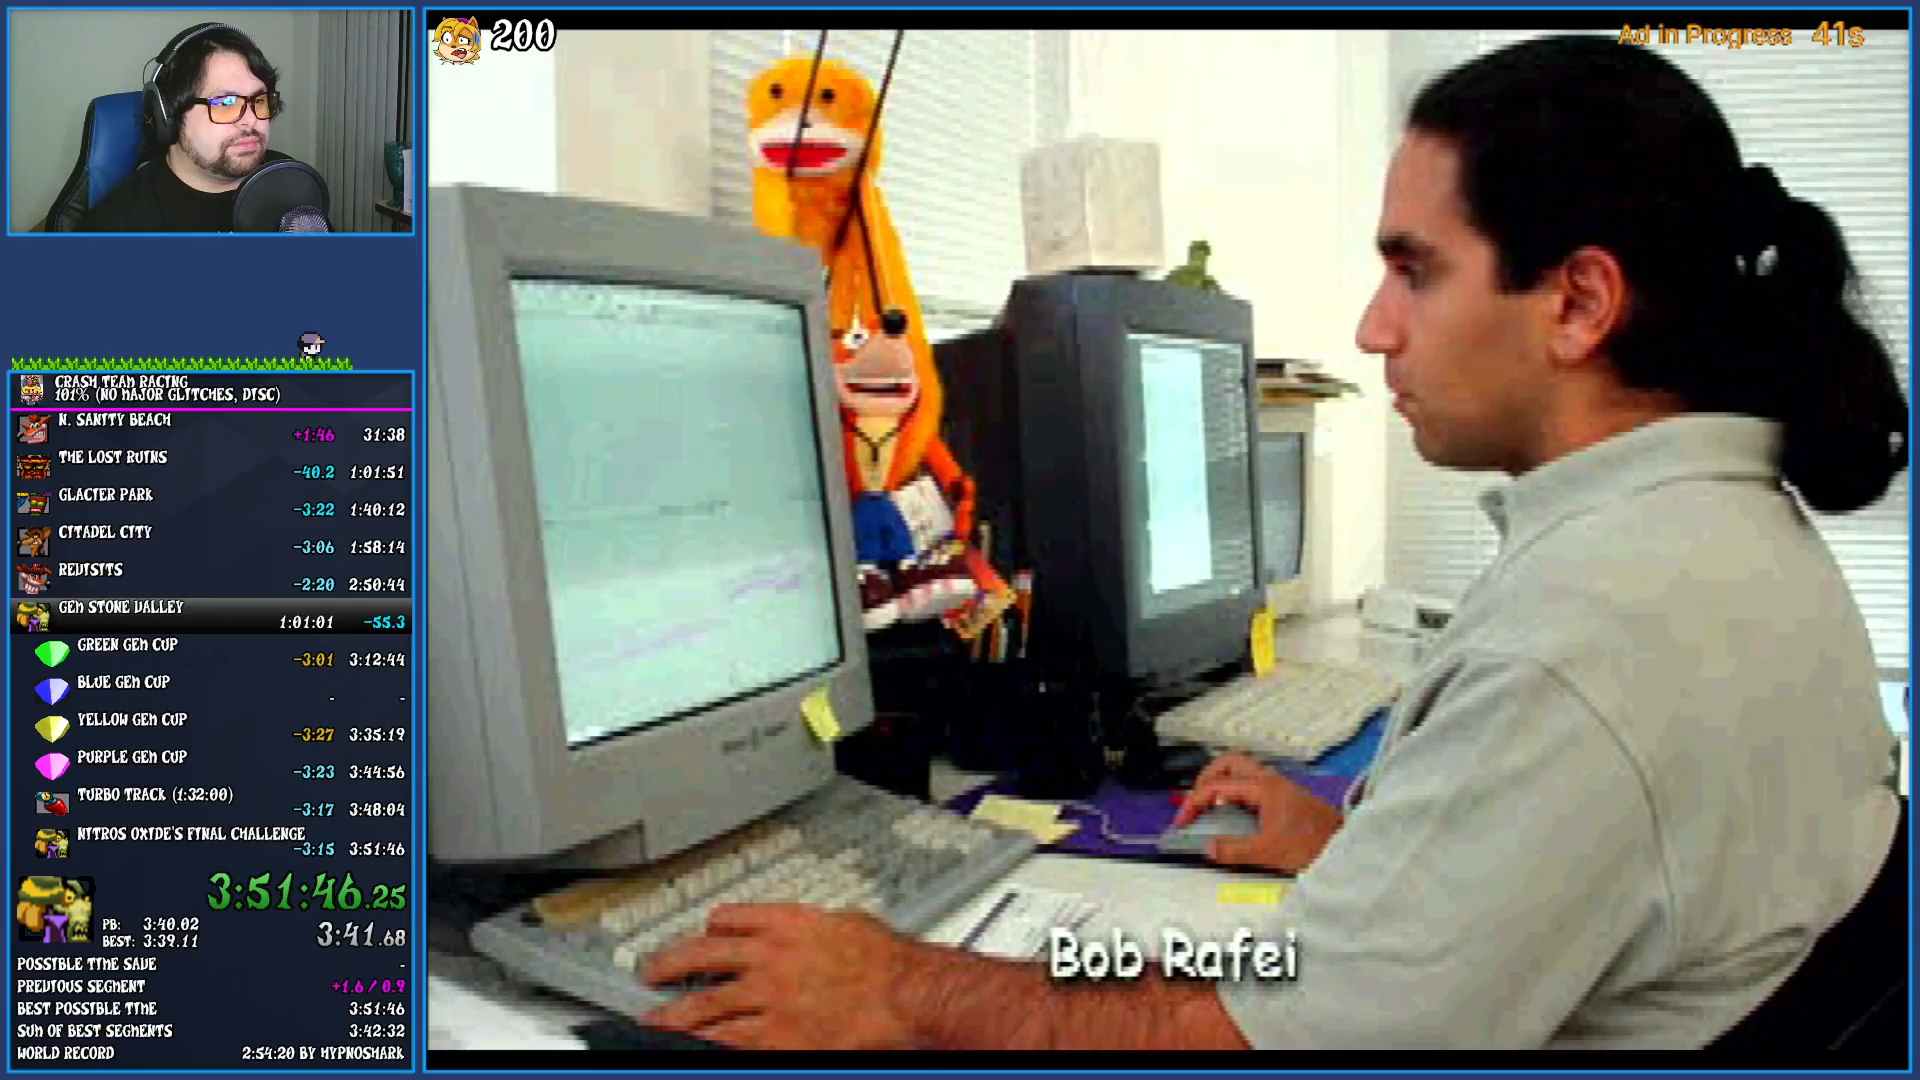 200
Ad in Progress 41s
CRASH TEAM RACING
101% (NO MAJOR GLITCHES, DISC)
N. SANITY BEACH +1:46 31:38
THE LOST RUINS -40.2 1:01:51
GLACIER PARK -3:22 1:40:12
CITADEL CITY -3:06 1:58:14
REVISITS -2:20 2:50:44
GEM STONE VALLEY 1:01:01 -55.3
GREEN GEM CUP -3:01 3:12:44
BLUE GEM CUP - -
YELLOW GEM CUP -3:27 3:35:19
PURPLE GEM CUP -3:23 3:44:56
TURBO TRACK (1:32:00) -3:17 3:48:04
NITROS OXIDE'S FINAL CHALLENGE -3:15 3:51:46
3:51:46.25
PB: 3:40.02
BEST: 3:39.11
3:41.68
POSSIBLE TIME SAVE -
PREVIOUS SEGMENT +1.6 / 0.9
BEST POSSIBLE TIME 3:51:46
SUM OF BEST SEGMENTS 3:42:32
WORLD RECORD 2:54:20 BY HYPNOSHARK
Bob Rafei